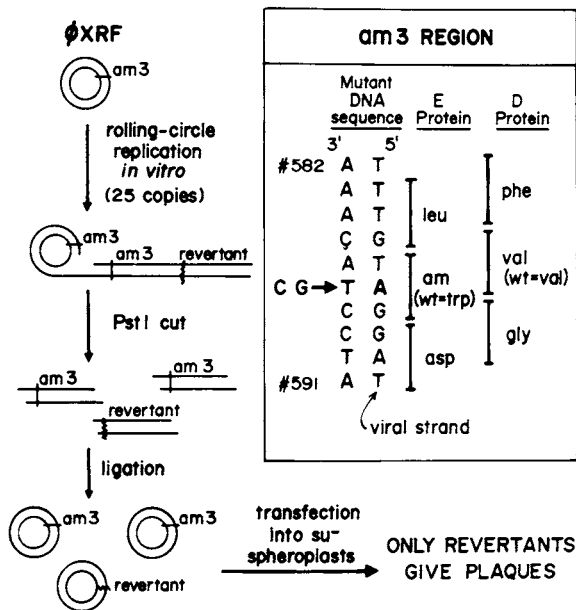 ϕXRF
am3
rolling-circle
replication
in vitro
(25 copies)
am3
am3
revertant
PstI cut
am3
am3
revertant
ligation
am3
am3
revertant
transfection
into su-
spheroplasts
ONLY REVERTANTS
GIVE PLAQUES
am3 REGION
Mutant
DNA
sequence
E
Protein
D
Protein
3' 5'
#582 A T
A T
A T
C G
A T
C G → T A
C G
C G
T A
#591 A T
leu
am
(wt=trp)
asp
phe
val
(wt=val)
gly
viral strand